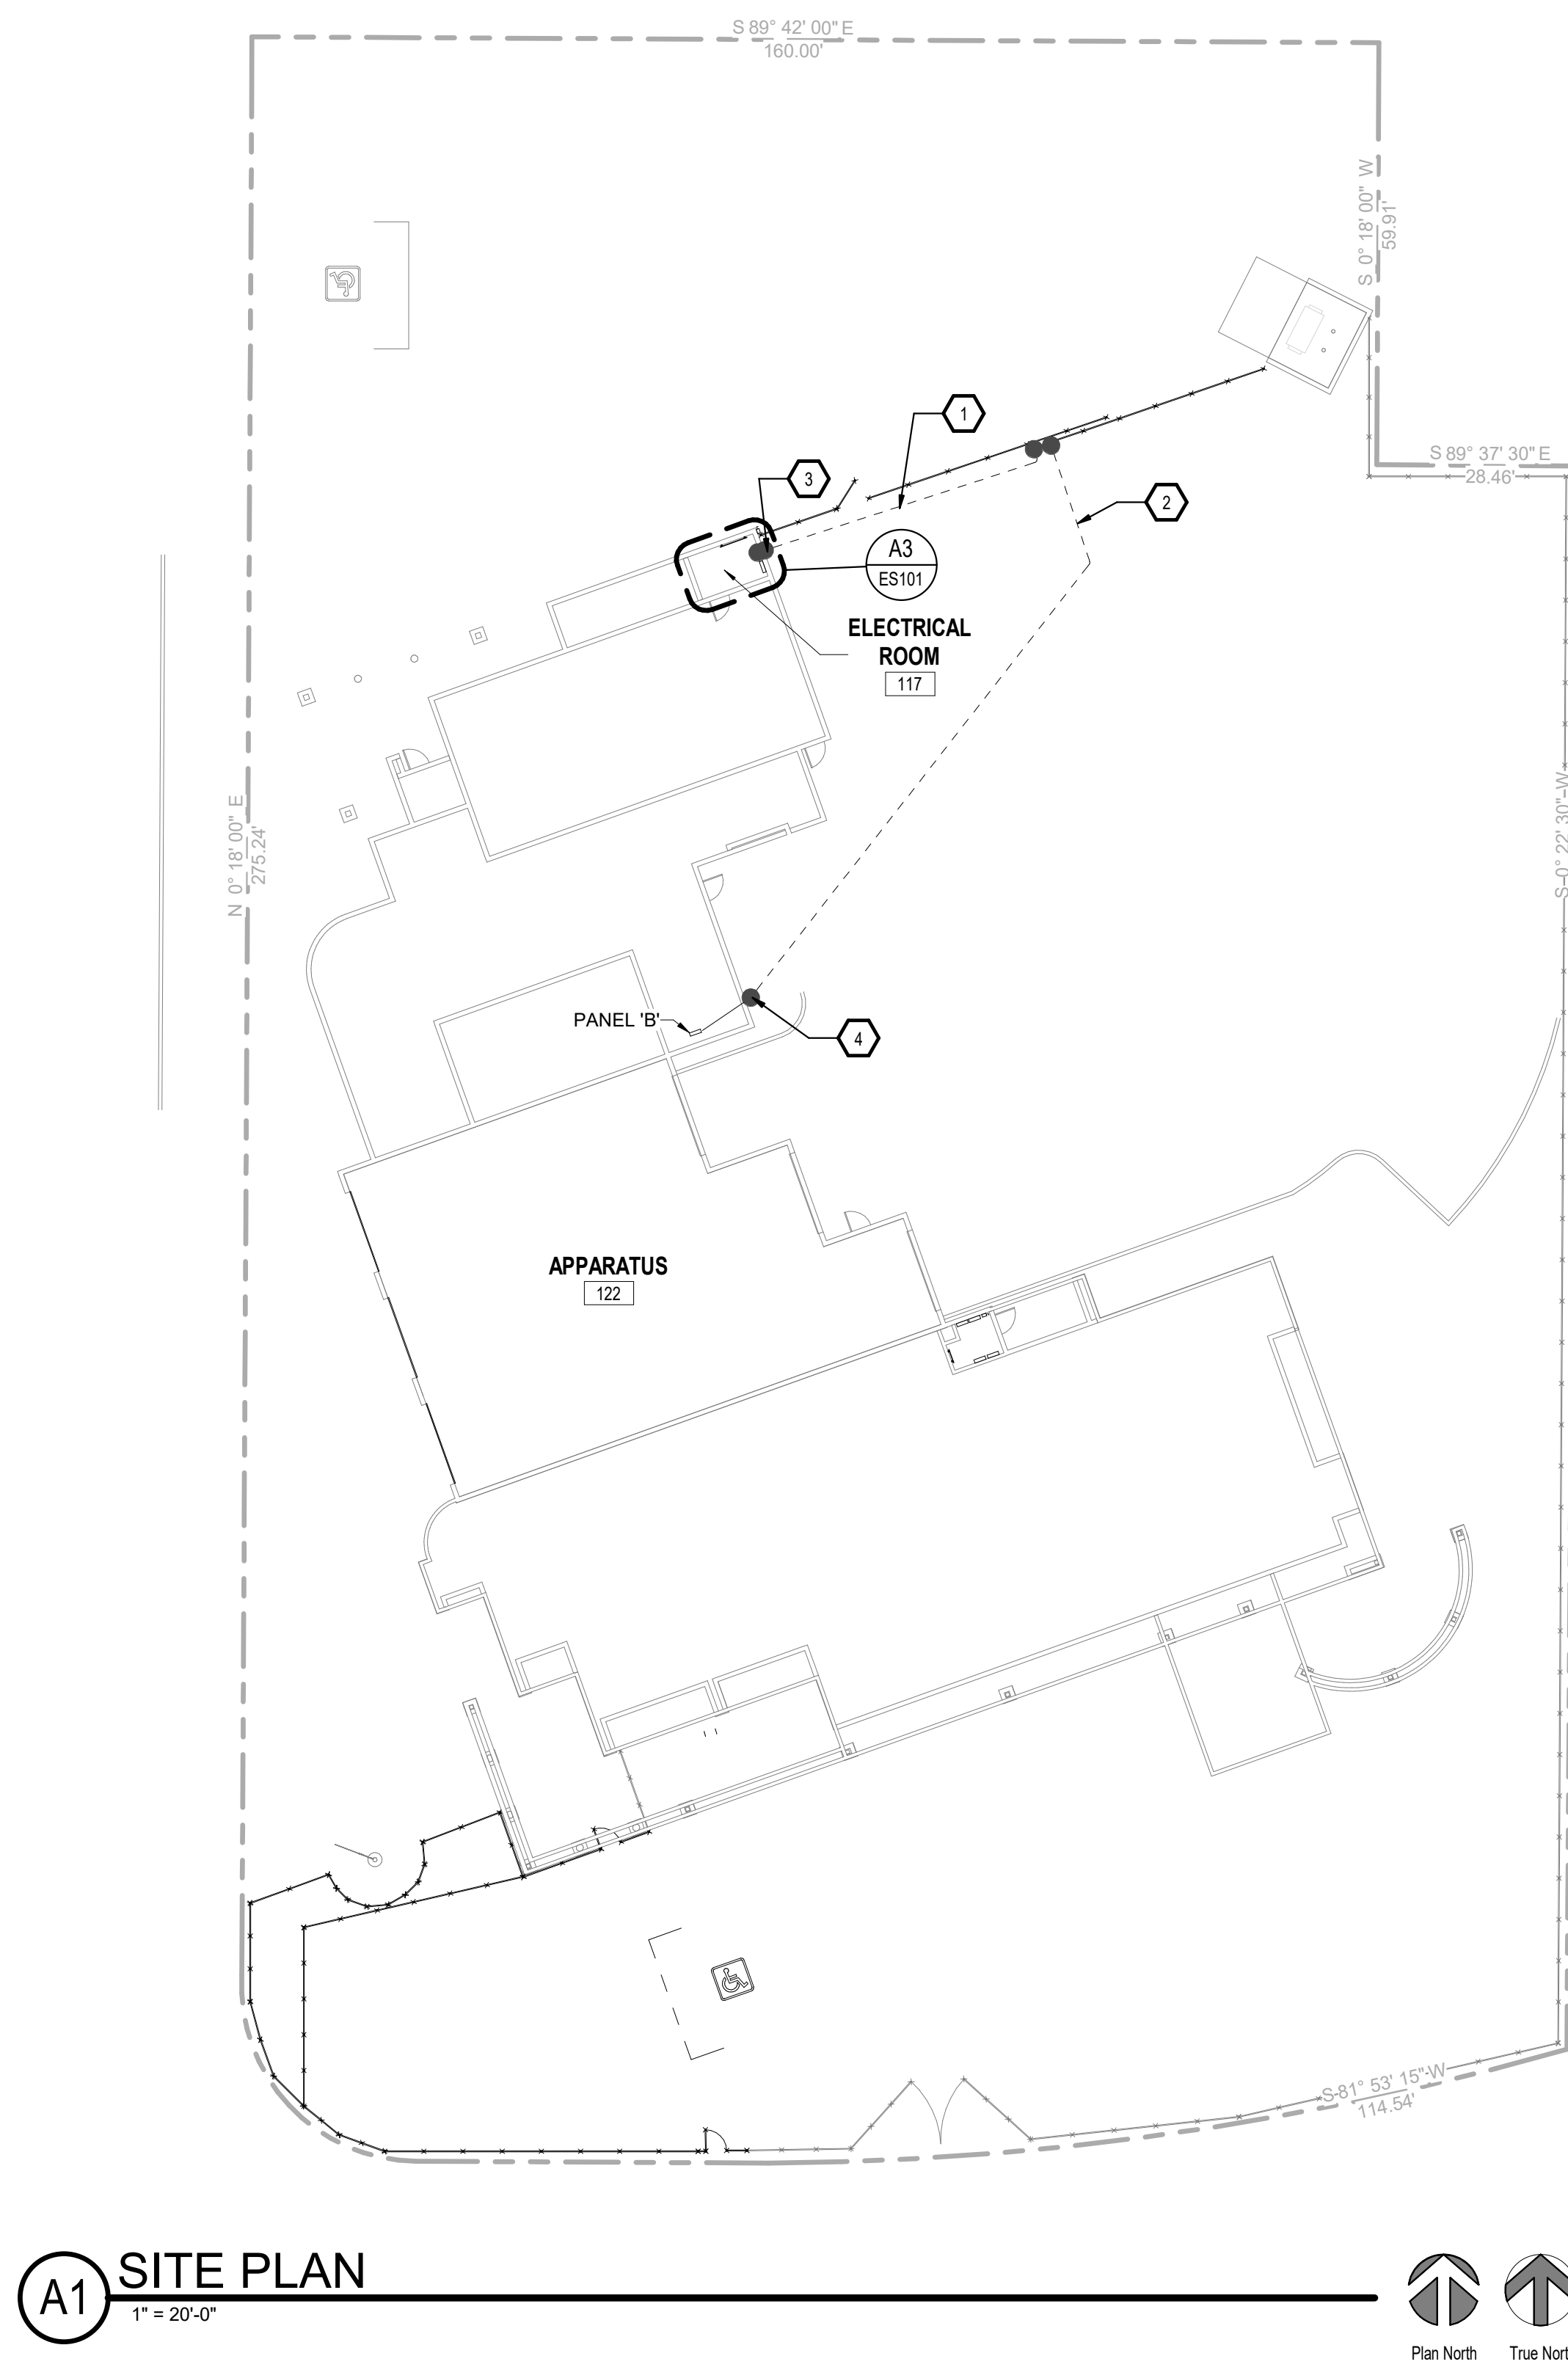 S 89° 42' 00" E
160.00'
S 0° 18' 00" W
59.91'
1
S 89° 37' 30" E
28.46'
3
2
A3
ES101
ELECTRICAL
ROOM
117
N 0° 18' 00" E
275.24'
S 0° 22' 30" W
PANEL 'B'
4
APPARATUS
122
S 81° 53' 15" W
114.54'
A1
SITE PLAN
1" = 20'-0"
Plan North
True Nort